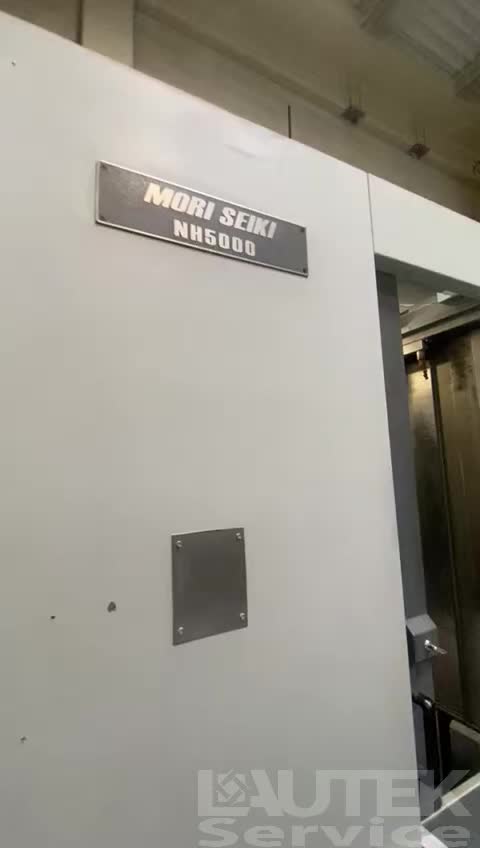 MORI SEIKI
NH5000
LAUTEK
Service